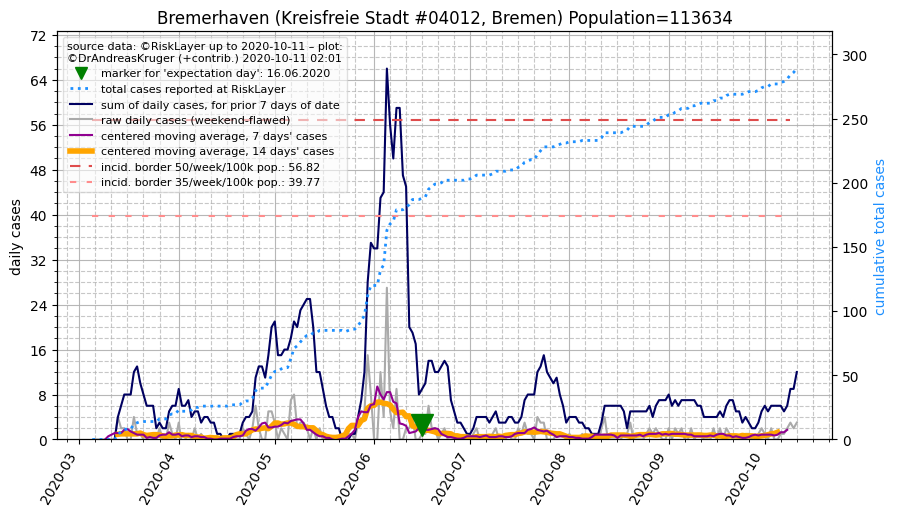 Bremerhaven (Kreisfreie Stadt #04012, Bremen) Population=113634
source data: ©RiskLayer up to 2020-10-11 – plot:
©DrAndreasKruger (+contrib.) 2020-10-11 02:01
marker for 'expectation day': 16.06.2020
total cases reported at RiskLayer
sum of daily cases, for prior 7 days of date
raw daily cases (weekend-flawed)
centered moving average, 7 days' cases
centered moving average, 14 days' cases
incid. border 50/week/100k pop.: 56.82
incid. border 35/week/100k pop.: 39.77
daily cases
72
64
56
48
40
32
24
16
8
0
300
250
200
150
100
50
0
cumulative total cases
2020-03
2020-04
2020-05
2020-06
2020-07
2020-08
2020-09
2020-10